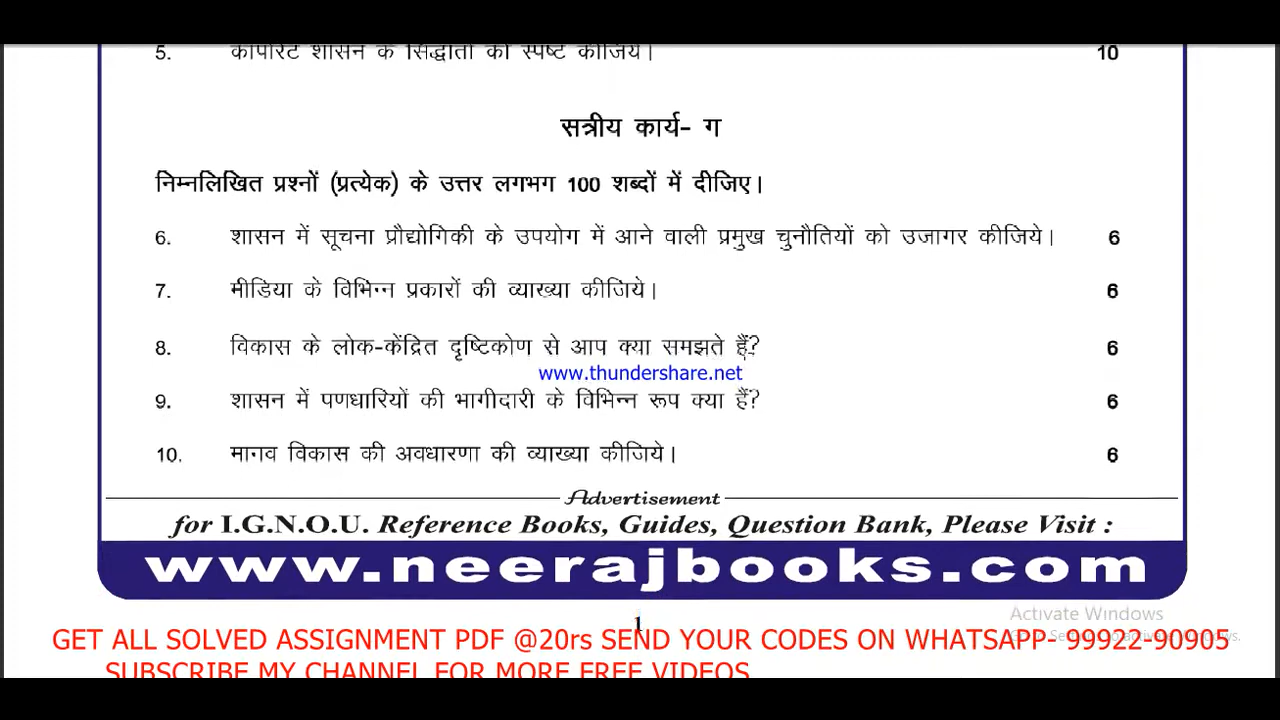 5. कॉर्पोरेट शासन के सिद्धांतों को स्पष्ट कीजिये। 10
सत्रीय कार्य- ग
निम्नलिखित प्रश्नों (प्रत्येक) के उत्तर लगभग 100 शब्दों में दीजिए।
6. शासन में सूचना प्रौद्योगिकी के उपयोग में आने वाली प्रमुख चुनौतियों को उजागर कीजिये। 6
7. मीडिया के विभिन्न प्रकारों की व्याख्या कीजिये। 6
8. विकास के लोक-केंद्रित दृष्टिकोण से आप क्या समझते हैं? 6
www.thundershare.net
9. शासन में पणधारियों की भागीदारी के विभिन्न रूप क्या हैं? 6
10. मानव विकास की अवधारणा की व्याख्या कीजिये। 6
Advertisement
for I.G.N.O.U. Reference Books, Guides, Question Bank, Please Visit :
www.neerajbooks.com
1
Activate Windows
GET ALL SOLVED ASSIGNMENT PDF @20rs SEND YOUR CODES ON WHATSAPP- 99922-90905
SUBSCRIBE MY CHANNEL FOR MORE FREE VIDEOS